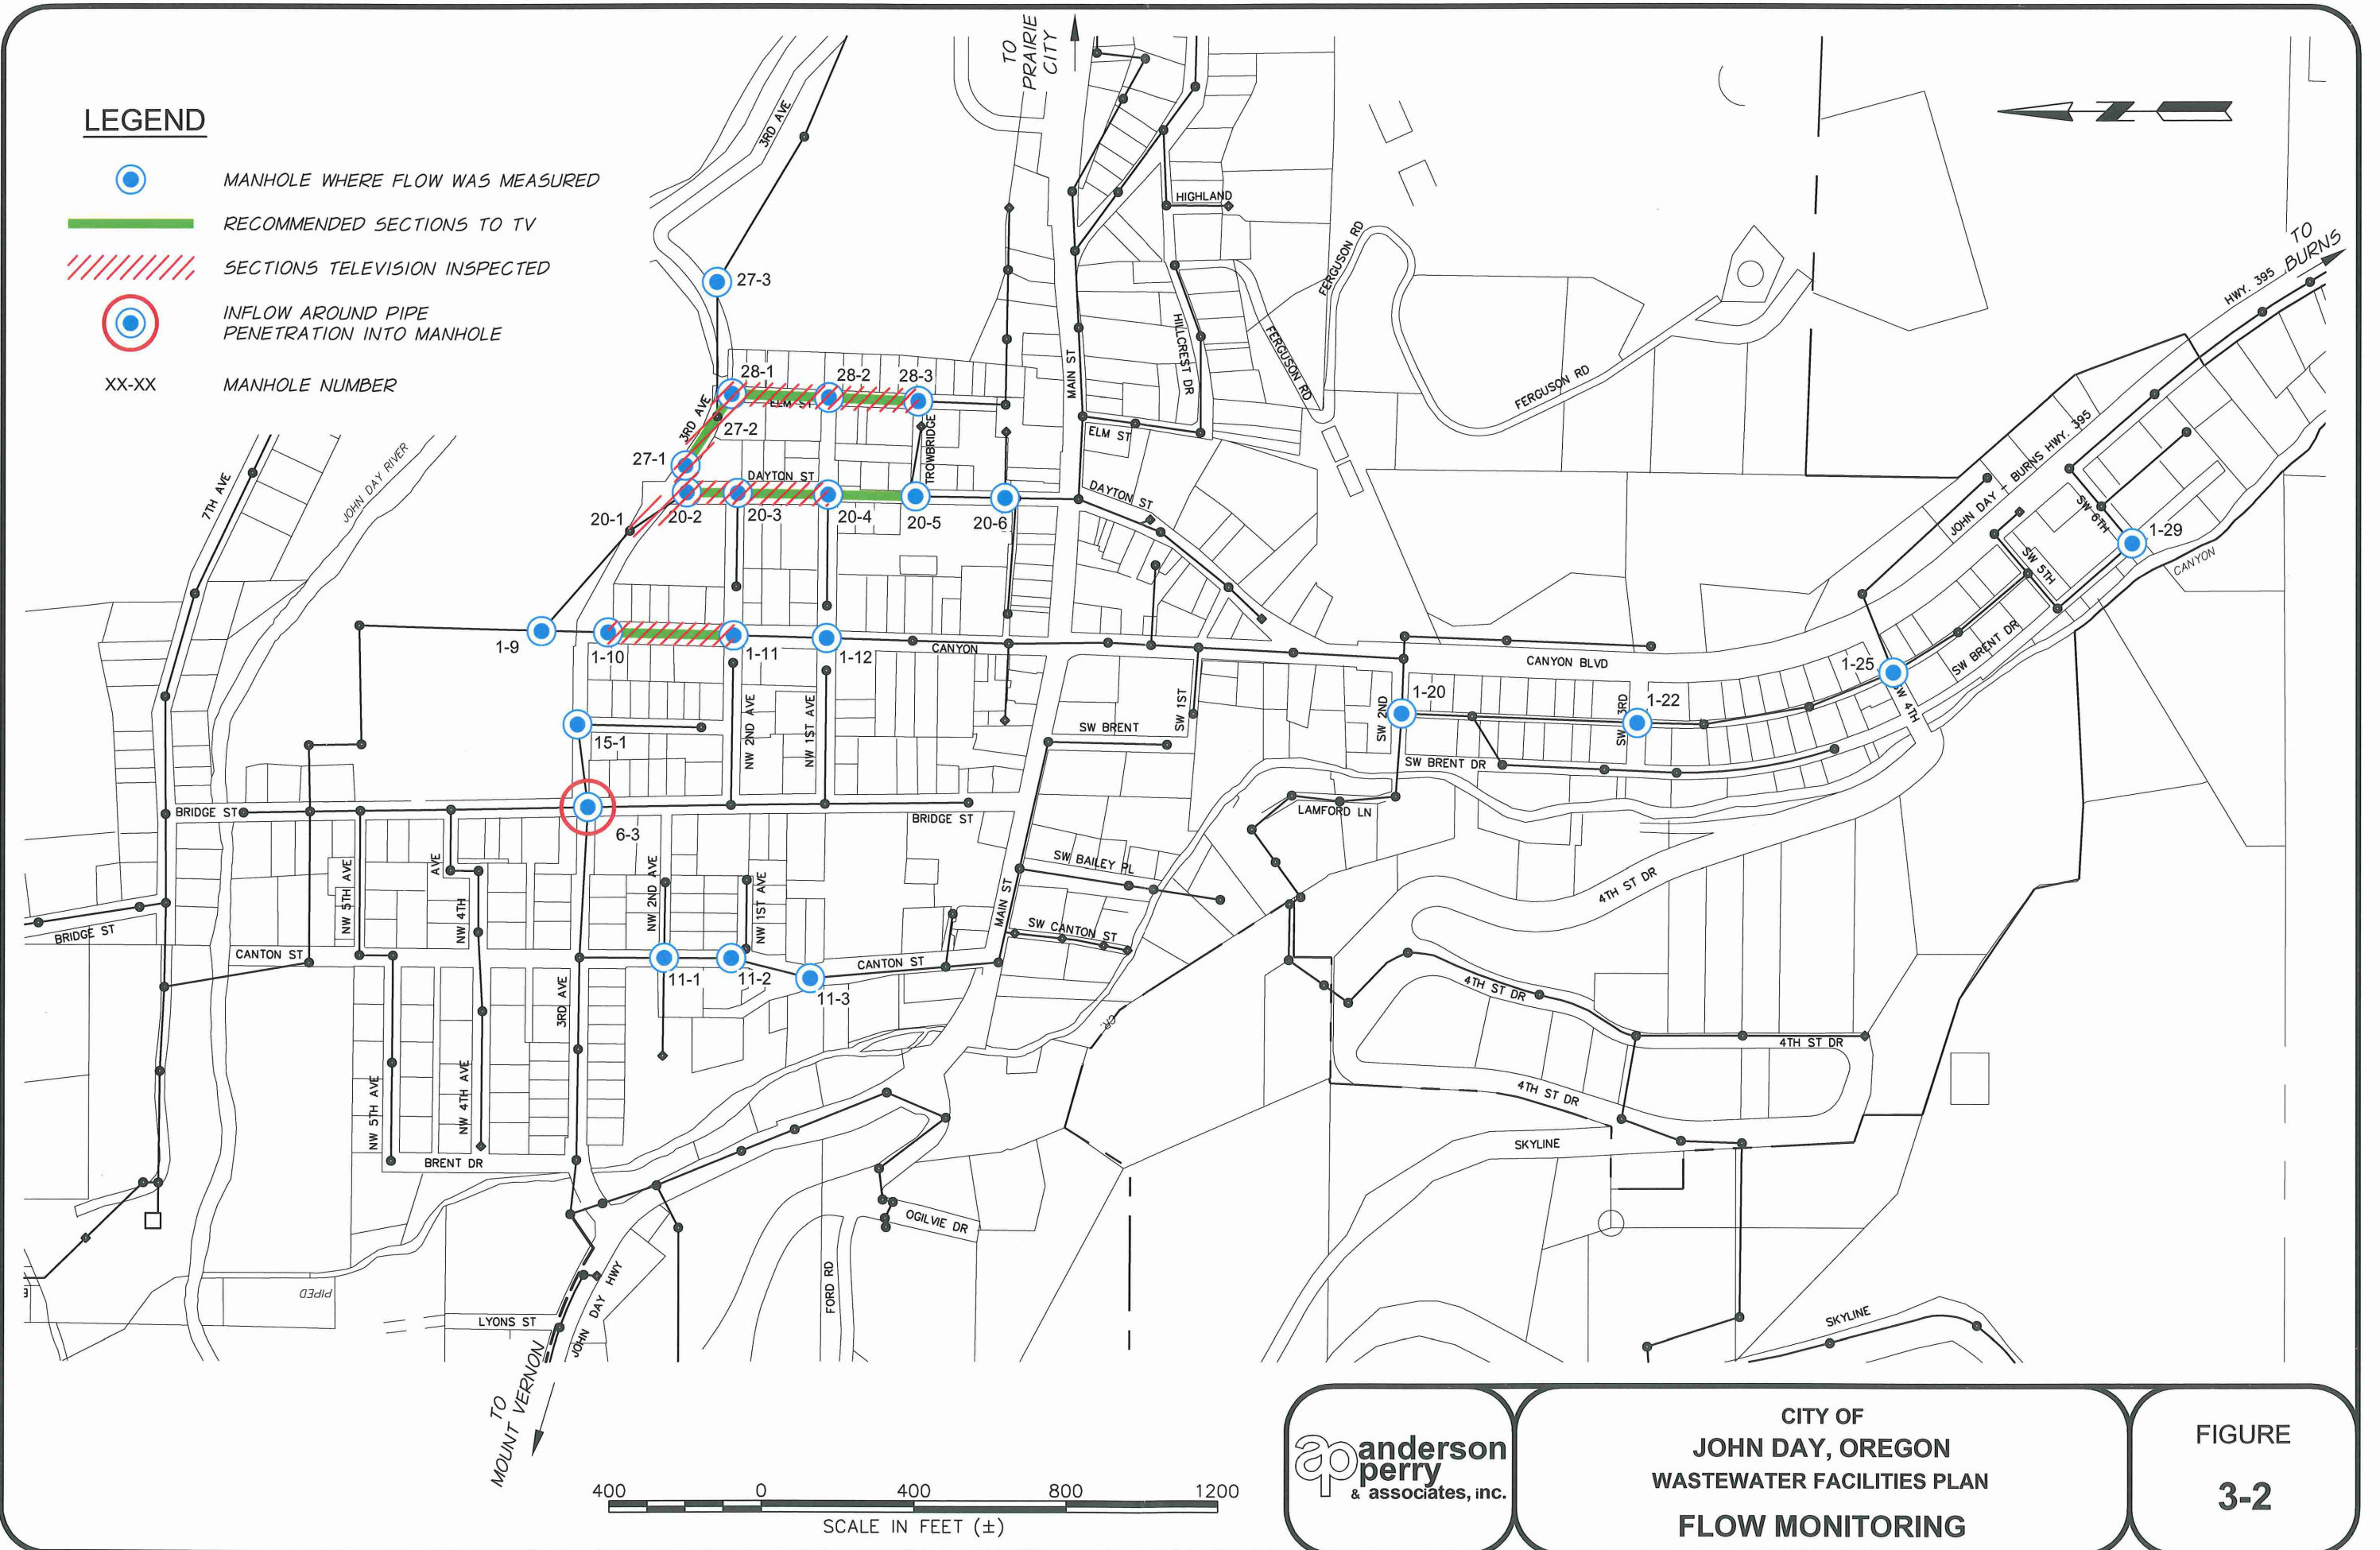 TO
PRAIRIE
CITY
LEGEND
MANHOLE WHERE FLOW WAS MEASURED
RECOMMENDED SECTIONS TO TV
SECTIONS TELEVISION INSPECTED
INFLOW AROUND PIPE
PENETRATION INTO MANHOLE
XX-XX
MANHOLE NUMBER
3RD AVE
N
HIGHLAND
FERGUSON RD
TO
BURNS
HWY. 395
27-3
MAIN ST
HILLCREST DR
FERGUSON RD
FERGUSON RD
28-1
28-2
28-3
ELM ST
3RD AVE
27-2
27-1
TROWBRIDGE
ELM ST
DAYTON ST
DAYTON ST
20-1
20-2
20-3
20-4
20-5
20-6
7TH AVE
JOHN DAY RIVER
JOHN DAY - BURNS HWY. 395
SW 6TH
1-29
SW 5TH
CANYON
1-9
1-10
1-11
1-12
CANYON
CANYON BLVD
SW BRENT DR
1-25
1-20
1-22
SW 4TH
SW 3RD
SW 2ND
SW 1ST
15-1
NW 2ND AVE
NW 1ST AVE
SW BRENT
SW BRENT DR
BRIDGE ST
6-3
BRIDGE ST
LAMFORD LN
NW 5TH AVE
AVE
NW 4TH
NW 2ND AVE
NW 1ST AVE
SW BAILEY PL
4TH ST DR
MAIN ST
SW CANTON ST
BRIDGE ST
CANTON ST
CANTON ST
11-1
11-2
11-3
3RD AVE
CR.
4TH ST DR
4TH ST DR
4TH ST DR
NW 5TH AVE
NW 4TH AVE
BRENT DR
SKYLINE
OGILVIE DR
FORD RD
PIPED
LYONS ST
JOHN DAY HWY
SKYLINE
TO
MOUNT VERNON
400 0 400 800 1200
SCALE IN FEET (±)
ap
anderson
perry
& associates, inc.
CITY OF
JOHN DAY, OREGON
WASTEWATER FACILITIES PLAN
FLOW MONITORING
FIGURE
3-2